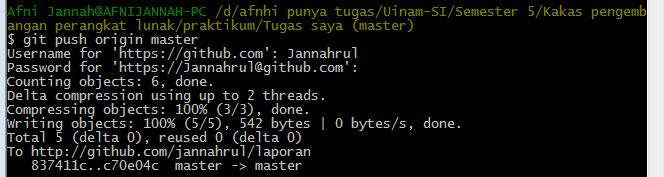 Afni Jannah@AFNIJANNAH-PC /d/afnhi punya tugas/Uinam-SI/Semester 5/Kakas pengemb
angan perangkat lunak/praktikum/Tugas saya (master)
$ git push origin master
Username for 'https://github.com': Jannahrul
Password for 'https://Jannahrul@github.com':
Counting objects: 6, done.
Delta compression using up to 2 threads.
Compressing objects: 100% (3/3), done.
Writing objects: 100% (5/5), 542 bytes | 0 bytes/s, done.
Total 5 (delta 0), reused 0 (delta 0)
To http://github.com/jannahrul/laporan
   837411c..c70e04c  master -> master